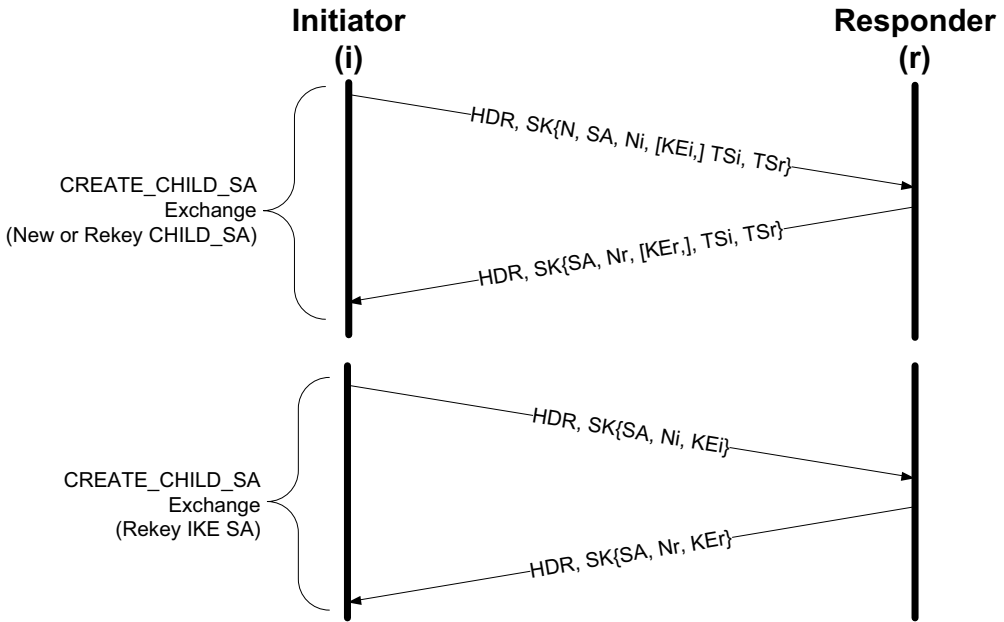 Initiator
(i)
Responder
(r)
HDR, SK{N, SA, Ni, [KEi,] TSi, TSr}
CREATE_CHILD_SA
Exchange
(New or Rekey CHILD_SA)
HDR, SK{SA, Nr, [KEr,], TSi, TSr}
HDR, SK{SA, Ni, KEi}
CREATE_CHILD_SA
Exchange
(Rekey IKE SA)
HDR, SK{SA, Nr, KEr}